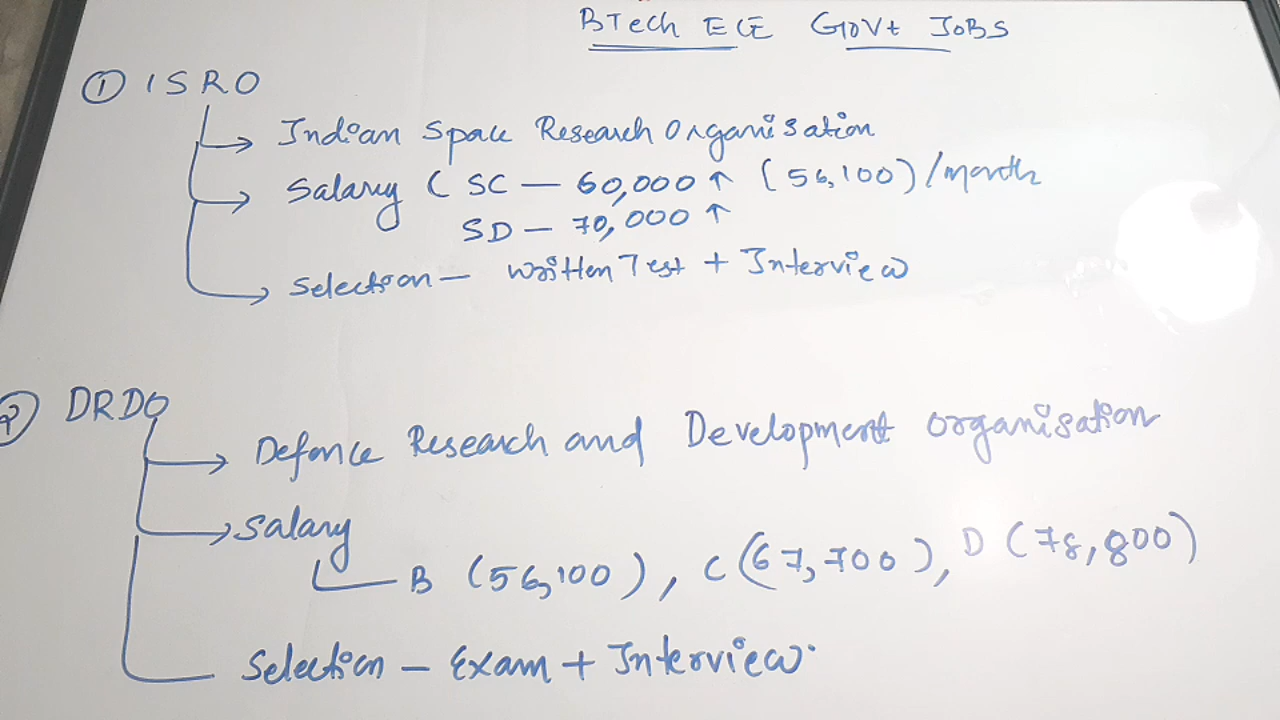 BTech ECE Govt JOBS
① ISRO
Indian Space Research Organisation
Salary ( SC — 60,000 ↑ (56,100) /month
SD — 70,000 ↑
Selection — Written Test + Interview
② DRDO
Defence Research and Development Organisation
Salary
B (56,100), C (67,700), D (78,800)
Selection — Exam + Interview